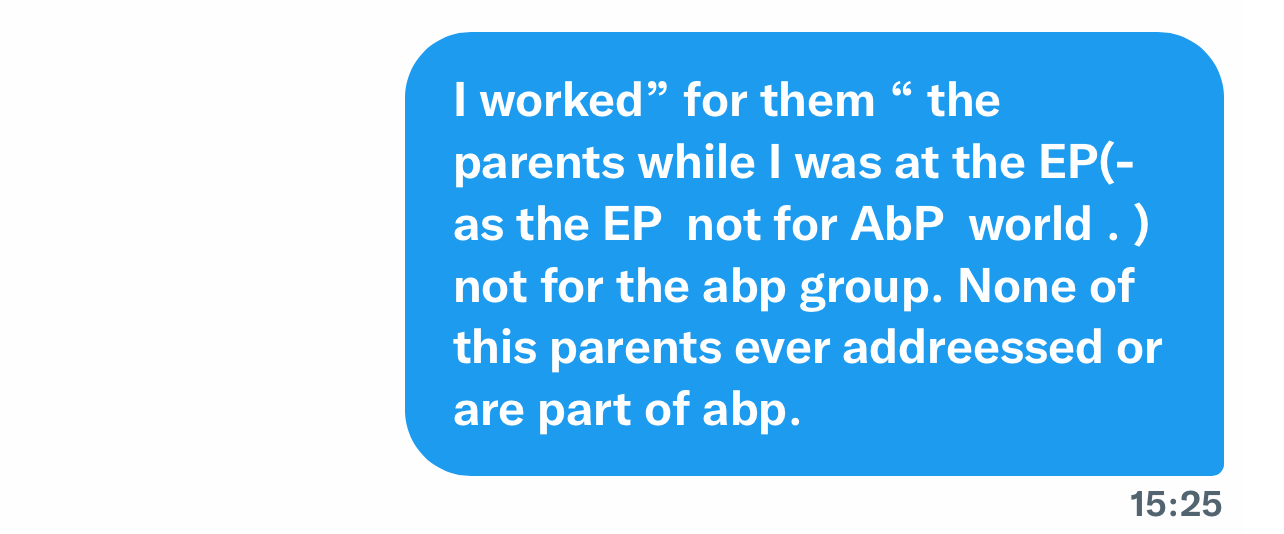 I worked” for them “ the
parents while I was at the EP(-
as the EP  not for AbP  world . )
not for the abp group. None of
this parents ever addreessed or
are part of abp.
15:25